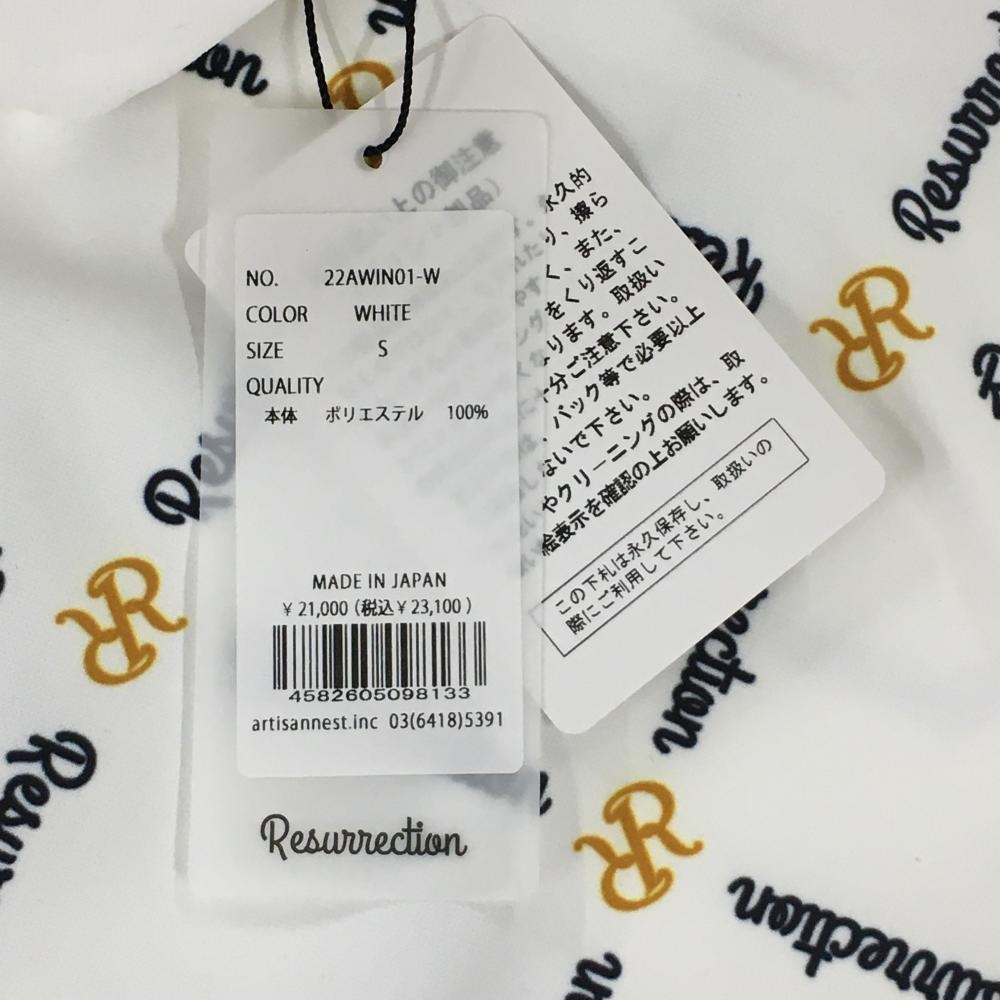 NO. 22AWIN01-W
COLOR WHITE
SIZE S
QUALITY
本体 ポリエステル 100%
MADE IN JAPAN
¥ 21,000 (税込 ¥ 23,100 )
4582605098133
artisannest.inc 03(6418)5391
Resurrection
上の御注意
永久的
り、擦ら
く、また、
をくり返すこ
ります。取扱い
十分ご注意下さい。
バック等で必要以上
ないで下さい。
やクリーニングの際は、取
絵表示を確認の上お願いします。
この下札は永久保存し、取扱いの
際にご利用して下さい。